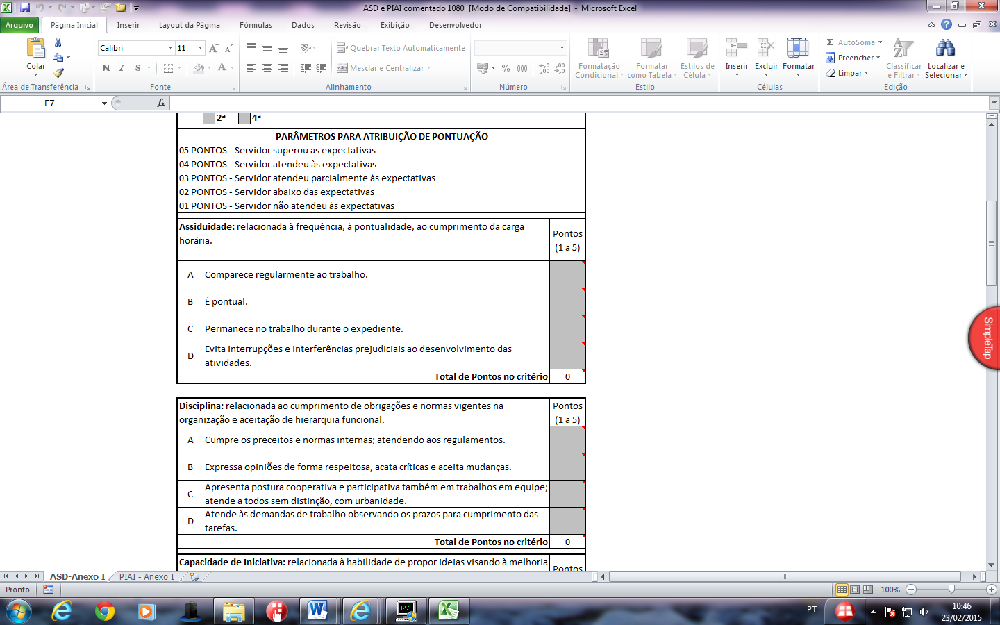 ASD e PIAI comentado 1080 [Modo de Compatibilidade] - Microsoft Excel
Arquivo Página Inicial Inserir Layout da Página Fórmulas Dados Revisão Exibição Desenvolvedor
Colar
Área de Transferência
Calibri 11
N I S
Fonte
Quebrar Texto Automaticamente
Mesclar e Centralizar
Alinhamento
% 000
Número
Formatação Condicional
Formatar como Tabela
Estilos de Célula
Estilo
Inserir Excluir Formatar
Células
Σ AutoSoma
Preencher
Limpar
Classificar e Filtrar
Localizar e Selecionar
Edição
E7 fx
2ª 4ª
PARÂMETROS PARA ATRIBUIÇÃO DE PONTUAÇÃO
05 PONTOS - Servidor superou as expectativas
04 PONTOS - Servidor atendeu às expectativas
03 PONTOS - Servidor atendeu parcialmente às expectativas
02 PONTOS - Servidor abaixo das expectativas
01 PONTOS - Servidor não atendeu às expectativas
Assiduidade: relacionada à frequência, à pontualidade, ao cumprimento da carga
horária.
Pontos
(1 a 5)
A Comparece regularmente ao trabalho.
B É pontual.
C Permanece no trabalho durante o expediente.
D Evita interrupções e interferências prejudiciais ao desenvolvimento das
atividades.
Total de Pontos no critério 0
Disciplina: relacionada ao cumprimento de obrigações e normas vigentes na
organização e aceitação de hierarquia funcional.
Pontos
(1 a 5)
A Cumpre os preceitos e normas internas; atendendo aos regulamentos.
B Expressa opiniões de forma respeitosa, acata críticas e aceita mudanças.
C Apresenta postura cooperativa e participativa também em trabalhos em equipe;
atende a todos sem distinção, com urbanidade.
D Atende às demandas de trabalho observando os prazos para cumprimento das
tarefas.
Total de Pontos no critério 0
Capacidade de Iniciativa: relacionada à habilidade de propor ideias visando à melhoria
Pontos
SimpleTap
ASD-Anexo I PIAI - Anexo I
Pronto 100%
3270
PT
10:46
23/02/2015